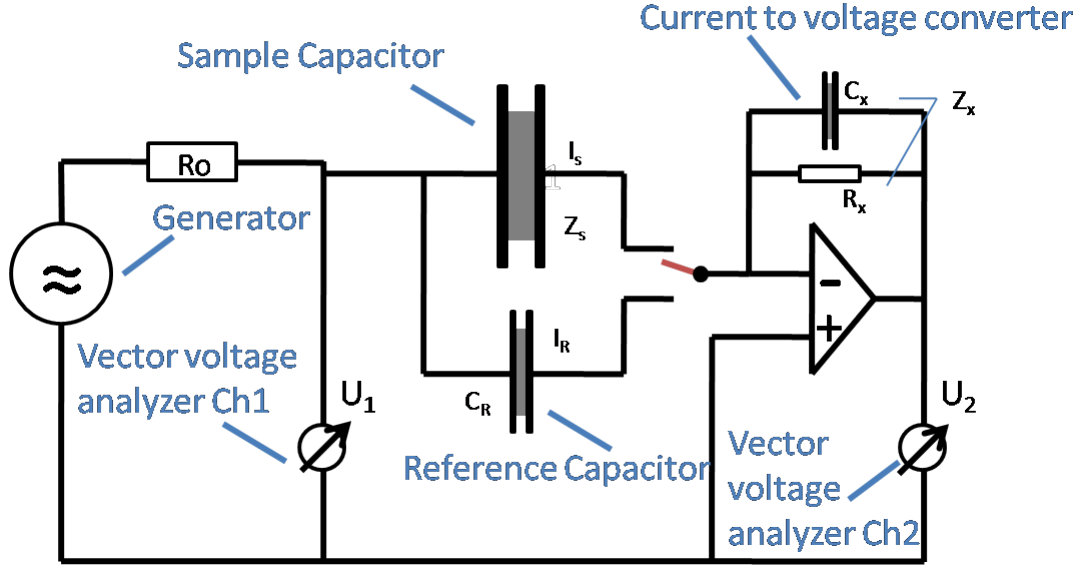 Current to voltage converter
Sample Capacitor
Cx
Zx
Ro
Is
1
Rx
Generator
Zs
≈
-
+
IR
Vector voltage
analyzer Ch1
U1
CR
U2
Reference Capacitor
Vector
voltage
analyzer Ch2